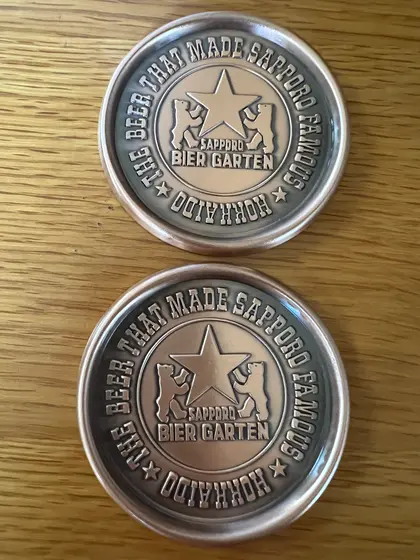 THE BEER THAT MADE SAPPORO FAMOUS
SAPPORO
BIER GARTEN
HOKKAIDO
THE BEER THAT MADE SAPPORO FAMOUS
SAPPORO
BIER GARTEN
HOKKAIDO